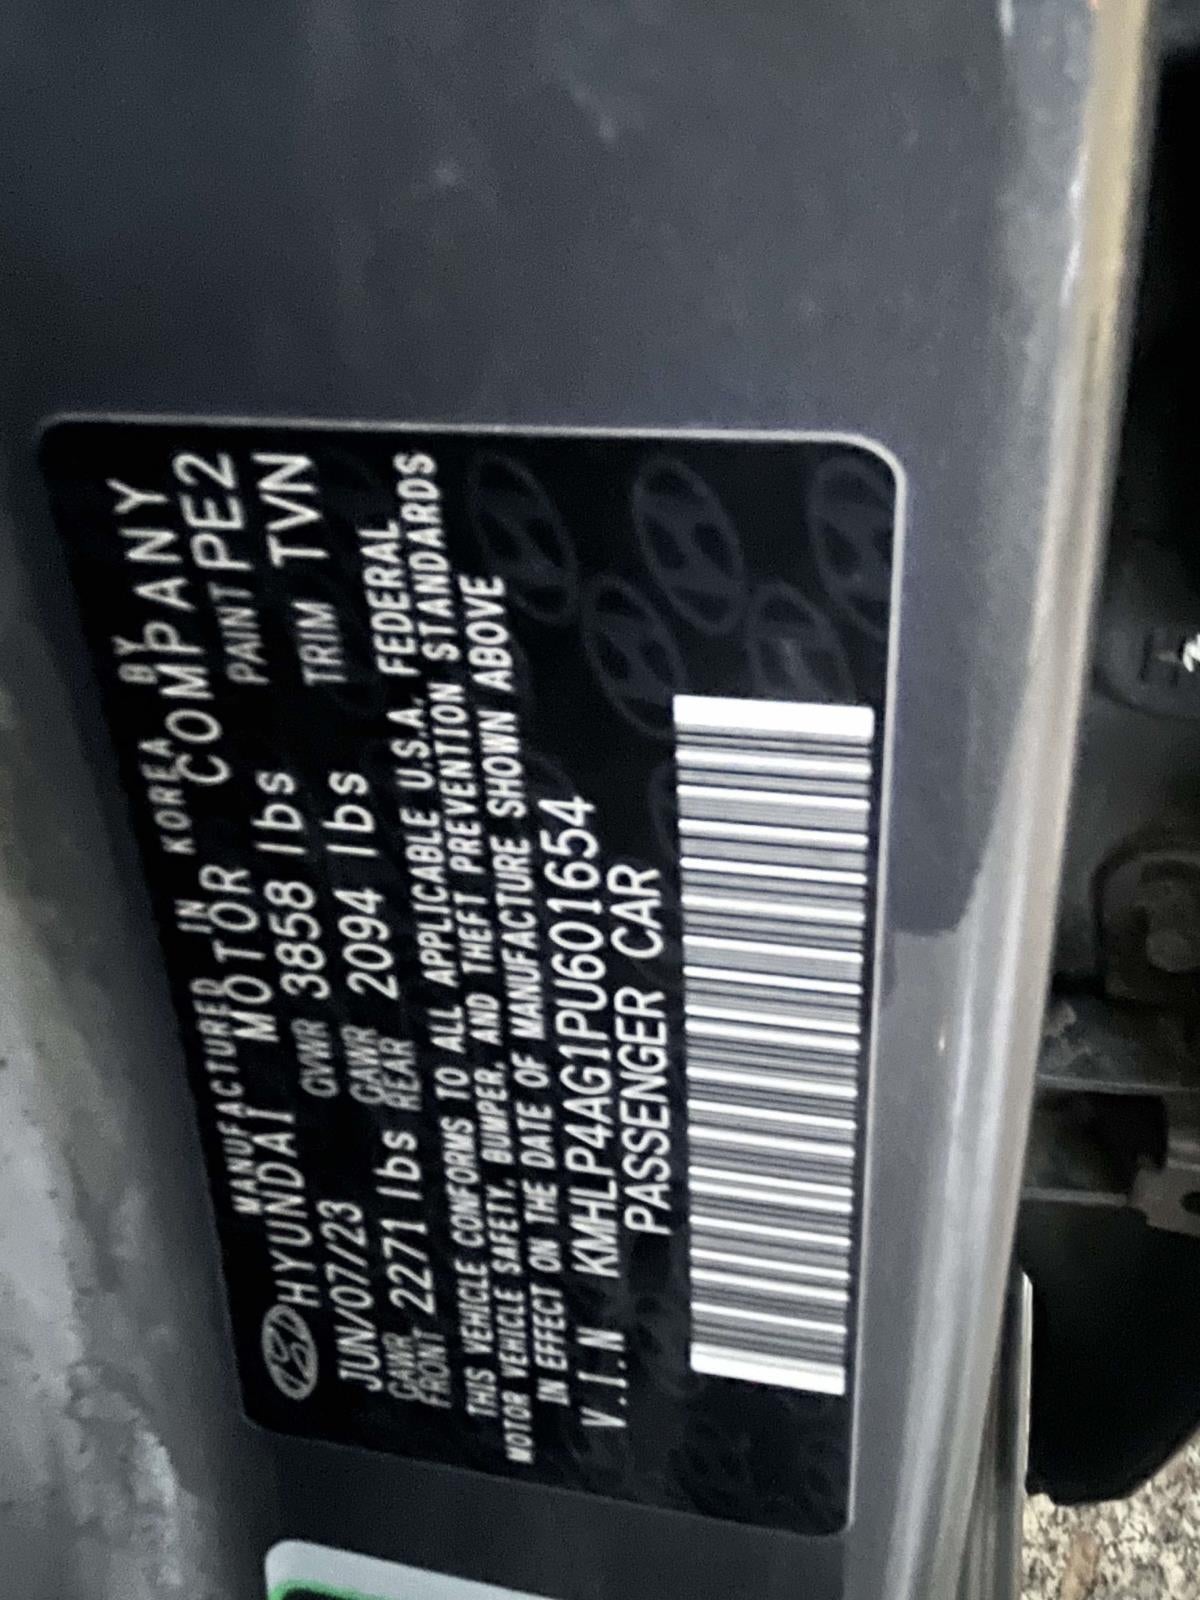 MANUFACTURED IN KOREA BY
HYUNDAI MOTOR COMPANY
JUN/07/23 GVWR 3858 lbs PAINT PE2
GAWR FRONT 2271 lbs GAWR REAR 2094 lbs TRIM TVN
THIS VEHICLE CONFORMS TO ALL APPLICABLE U.S.A. FEDERAL
MOTOR VEHICLE SAFETY, BUMPER, AND THEFT PREVENTION STANDARDS
IN EFFECT ON THE DATE OF MANUFACTURE SHOWN ABOVE
V.I.N KMHLP4AG1PU601654
PASSENGER CAR